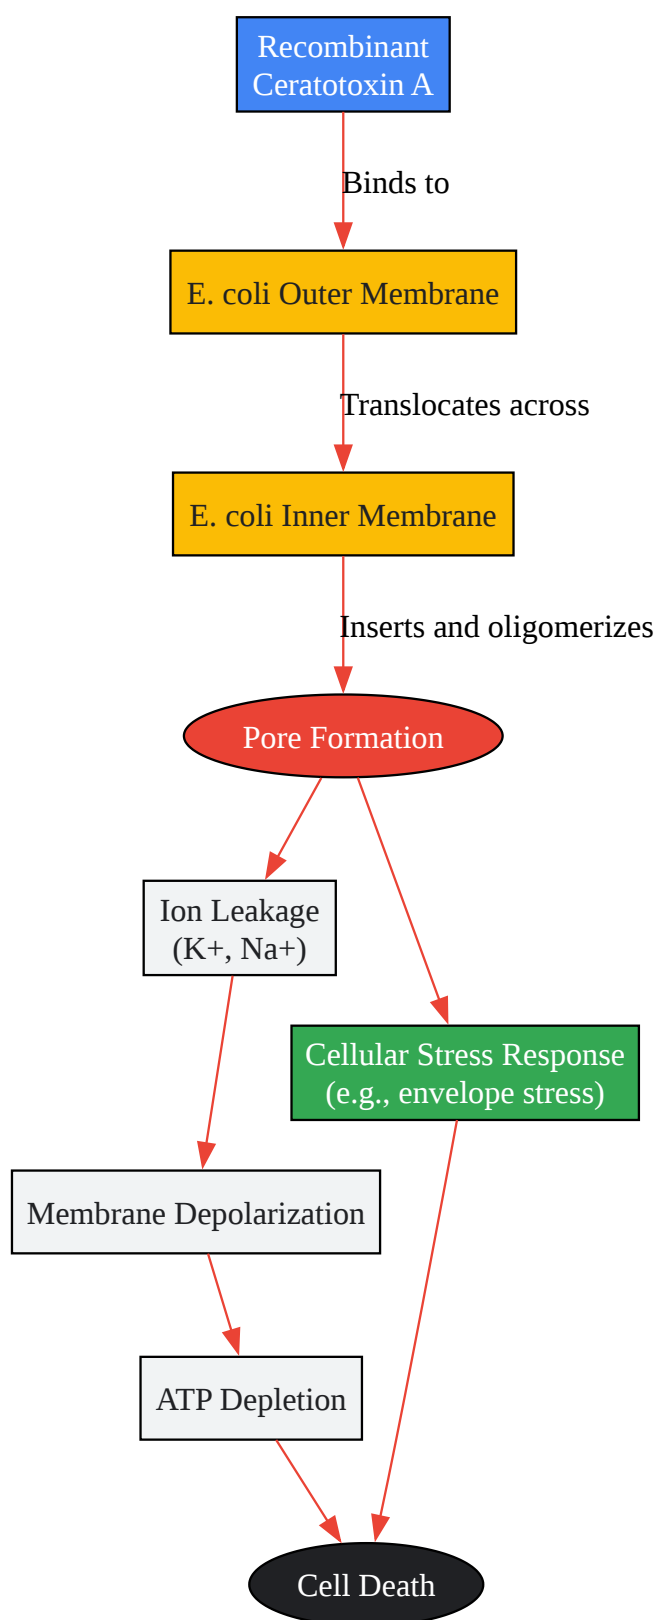 Recombinant
Ceratotoxin A
Binds to
E. coli Outer Membrane
Translocates across
E. coli Inner Membrane
Inserts and oligomerizes
Pore Formation
Ion Leakage
(K+, Na+)
Cellular Stress Response
(e.g., envelope stress)
Membrane Depolarization
ATP Depletion
Cell Death